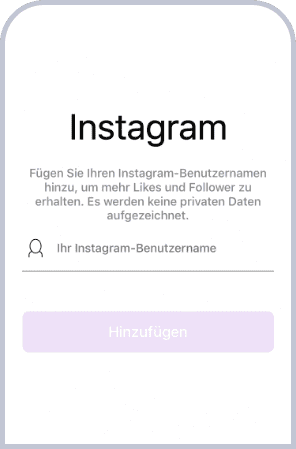 Instagram
Fügen Sie Ihren Instagram-Benutzernamen
hinzu, um mehr Likes und Follower zu
erhalten. Es werden keine privaten Daten
aufgezeichnet.
Ihr Instagram-Benutzername
Hinzufügen